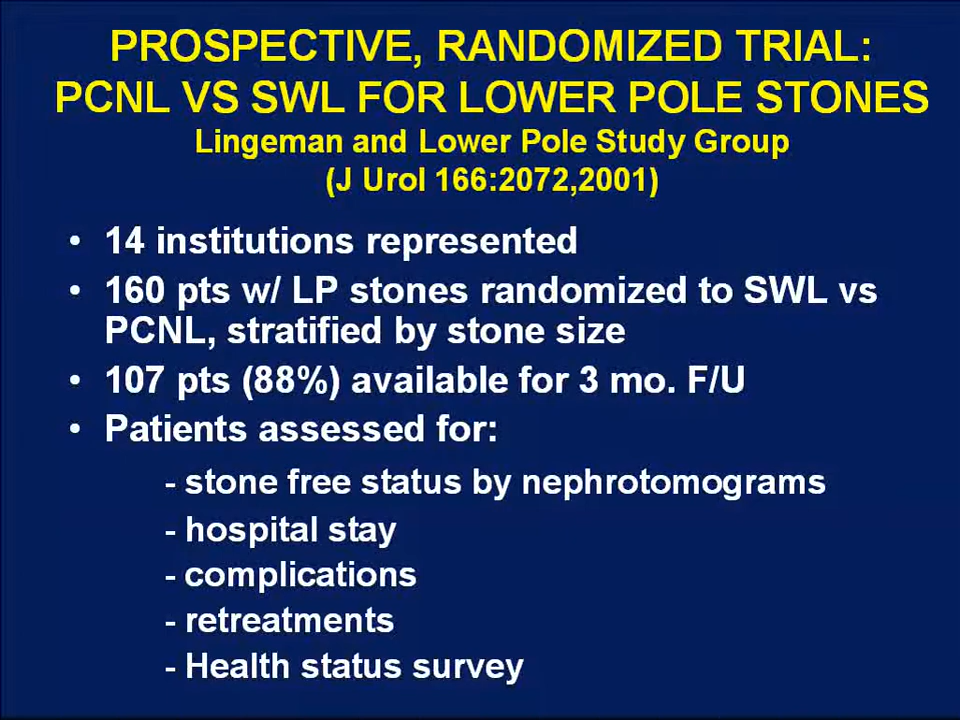 PROSPECTIVE, RANDOMIZED TRIAL:
PCNL VS SWL FOR LOWER POLE STONES
Lingeman and Lower Pole Study Group
(J Urol 166:2072,2001)
• 14 institutions represented
• 160 pts w/ LP stones randomized to SWL vs
PCNL, stratified by stone size
• 107 pts (88%) available for 3 mo. F/U
• Patients assessed for:
- stone free status by nephrotomograms
- hospital stay
- complications
- retreatments
- Health status survey